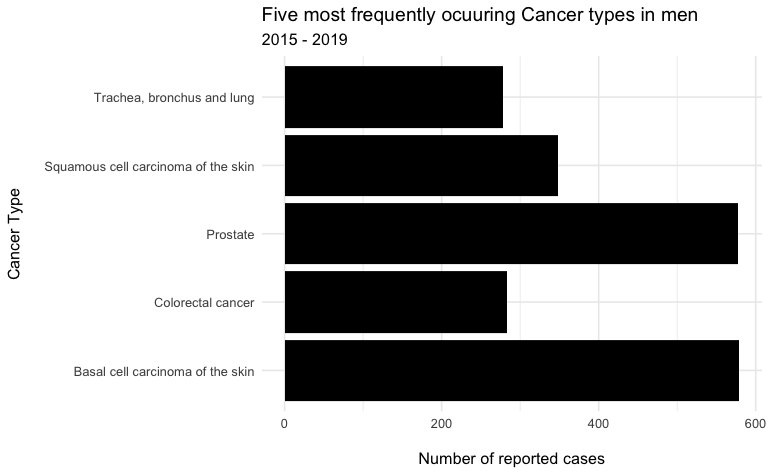 Five most frequently ocuuring Cancer types in men
2015 - 2019
Cancer Type
Trachea, bronchus and lung
Squamous cell carcinoma of the skin
Prostate
Colorectal cancer
Basal cell carcinoma of the skin
0 200 400 600
Number of reported cases